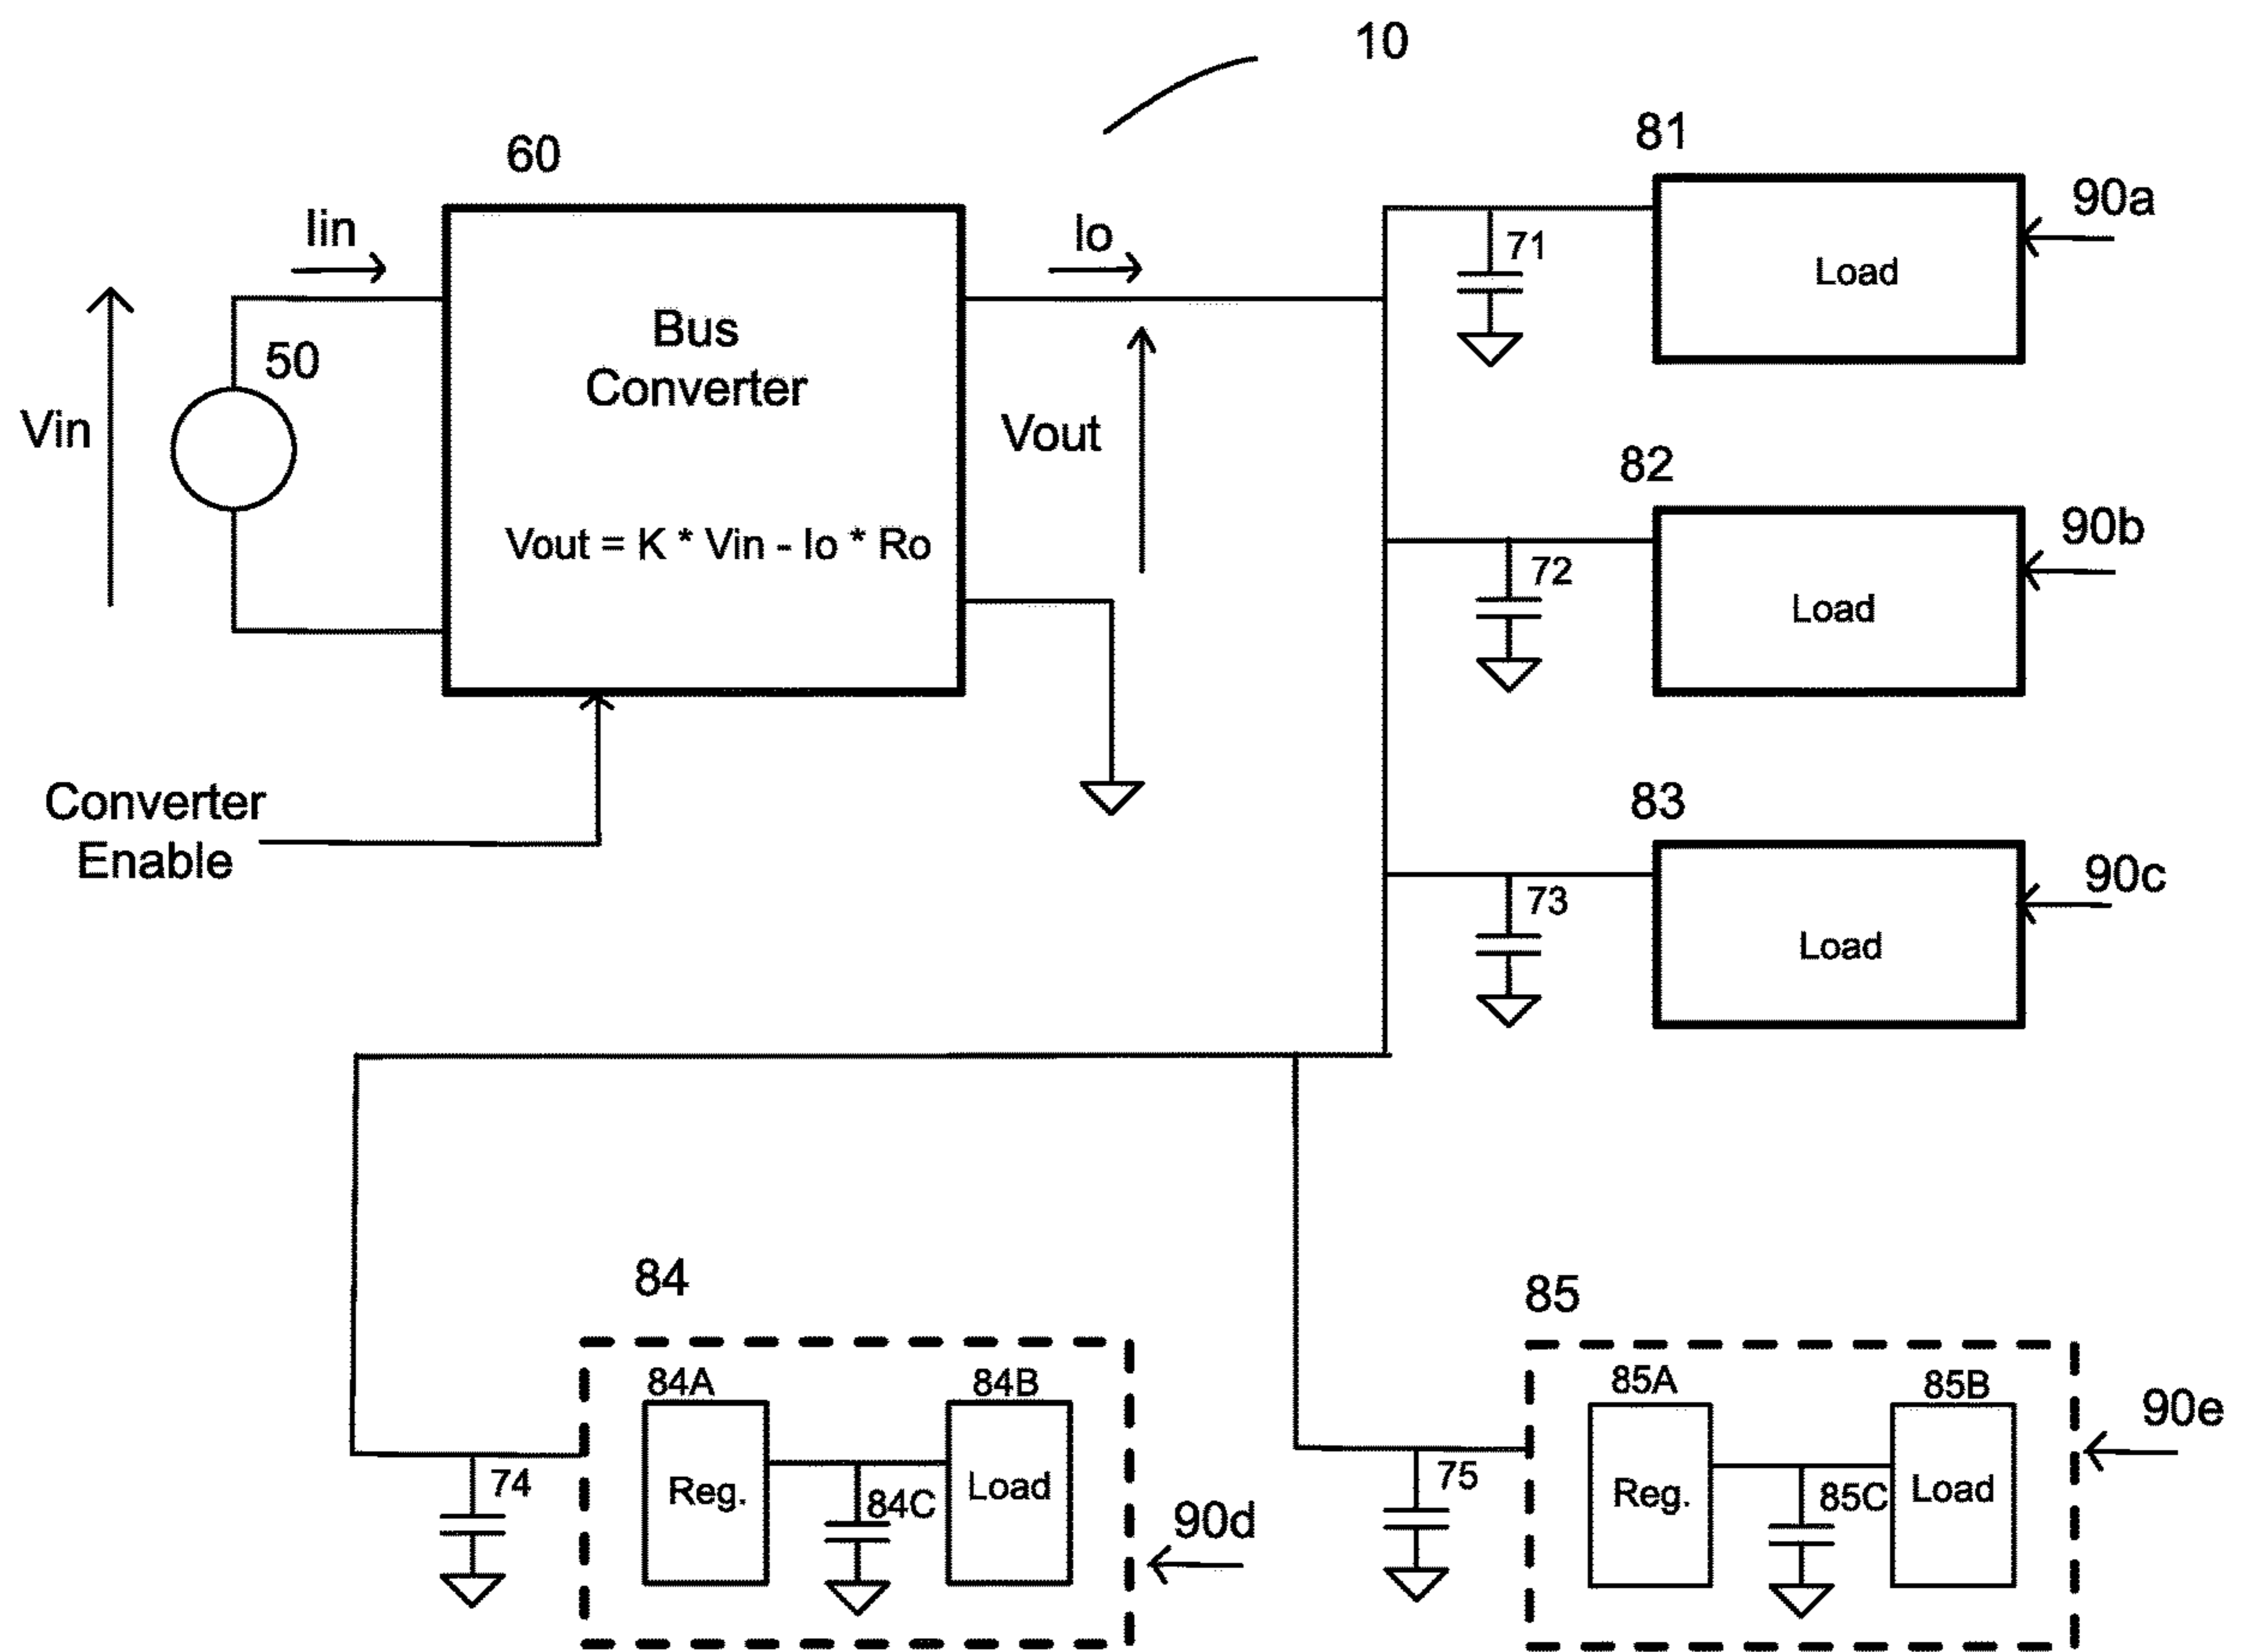 10
60
81
90a
Iin
Io
71
Load
50
Bus
Converter
Vin
Vout
82
90b
Vout = K * Vin - Io * Ro
72
Load
Converter
Enable
83
90c
73
Load
84
85
84A
84B
85A
85B
90e
74
Reg.
84C
Load
75
Reg.
85C
Load
90d